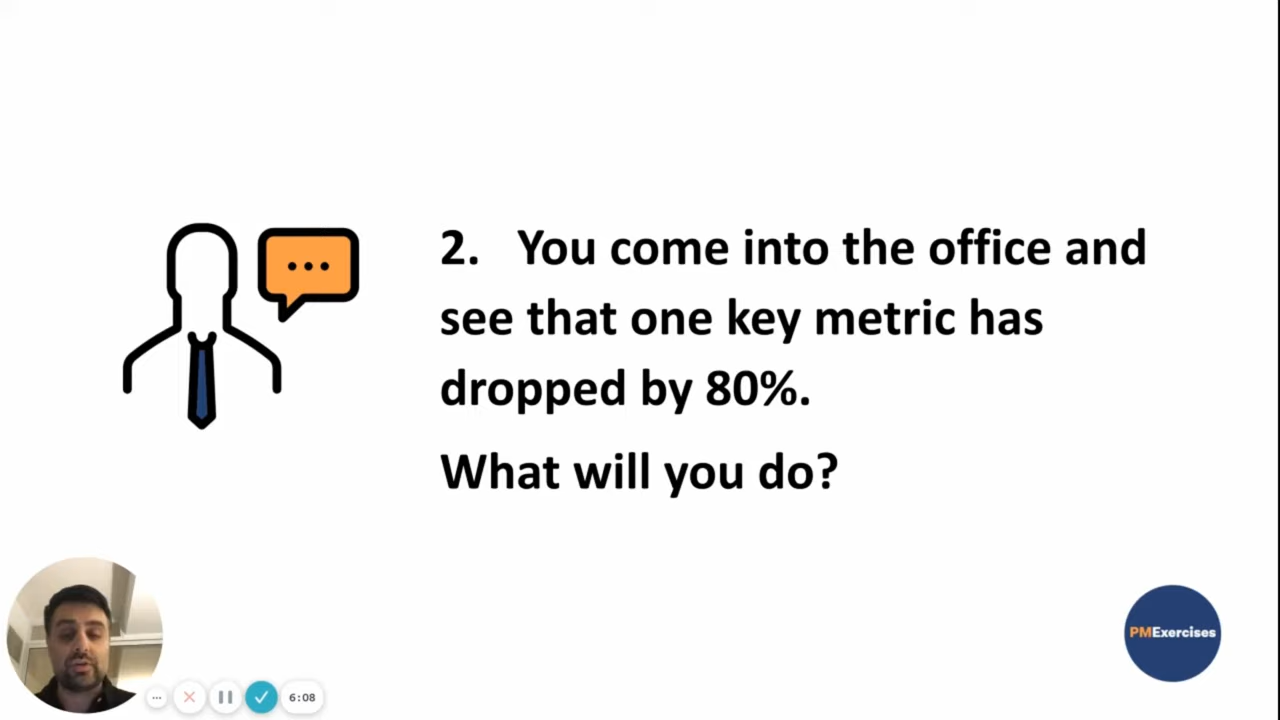 2. You come into the office and
see that one key metric has
dropped by 80%.
What will you do?
PMExercises
6:08